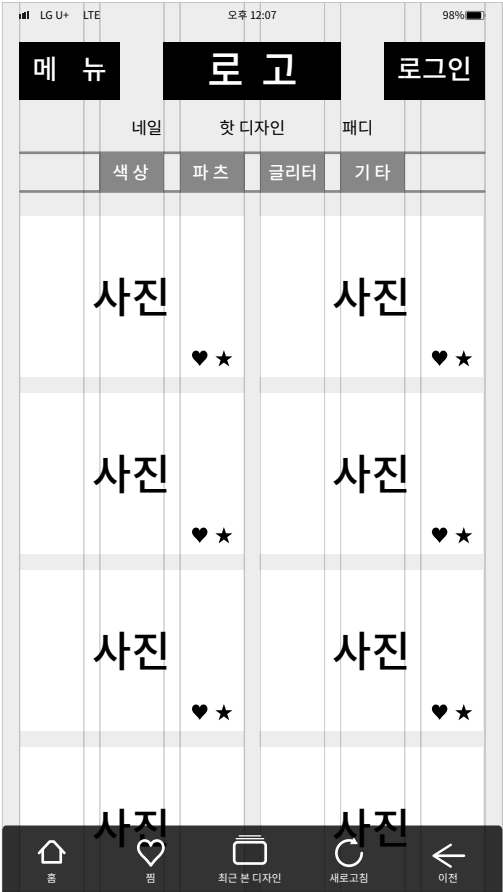 LG U+ LTE 오후 12:07 98%
메 뉴 로 고 로그인
네일 핫 디자인 패디
색 상 파 츠 글리터 기 타
사진 사진
사진 사진
사진 사진
사진 사진
홈 찜 최근 본 디자인 새로고침 이전